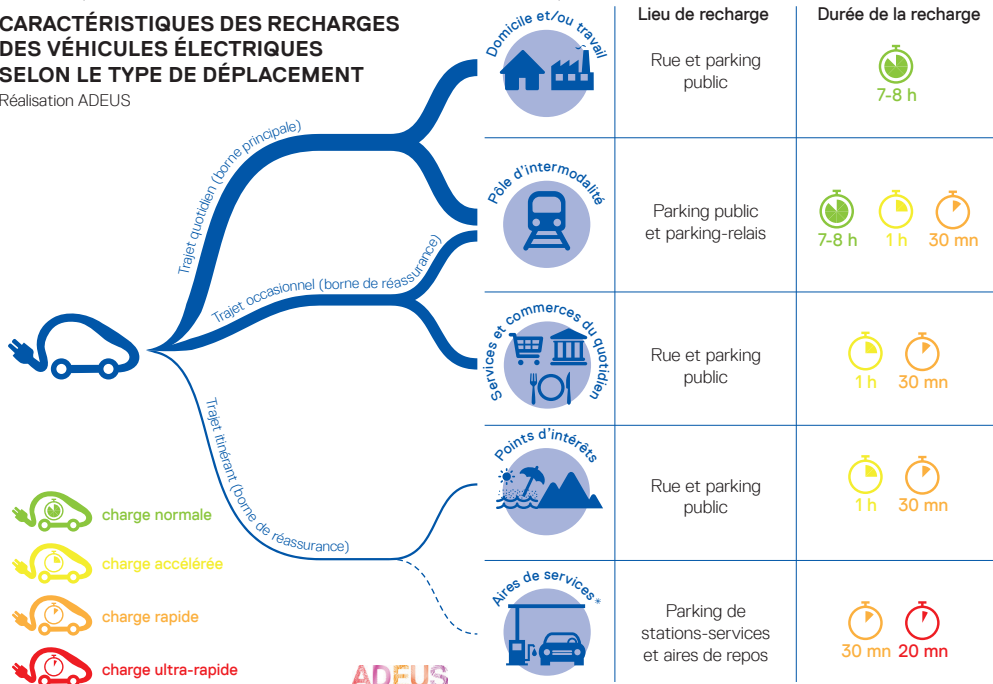 CARACTÉRISTIQUES DES RECHARGES
DES VÉHICULES ÉLECTRIQUES
SELON LE TYPE DE DÉPLACEMENT
Réalisation ADEUS
Lieu de recharge
Durée de la recharge
Trajet quotidien (borne principale)
Trajet occasionnel (borne de réassurance)
Trajet itinérant (borne de réassurance)
Domicile et/ou travail
Rue et parking
public
7-8 h
Pôle d'intermodalité
Parking public
et parking-relais
7-8 h 1 h 30 mn
Services et commerces du quotidien
Rue et parking
public
1 h 30 mn
Points d'intérêts
Rue et parking
public
1 h 30 mn
Aires de services*
Parking de
stations-services
et aires de repos
30 mn 20 mn
charge normale
charge accélérée
charge rapide
charge ultra-rapide
ADEUS